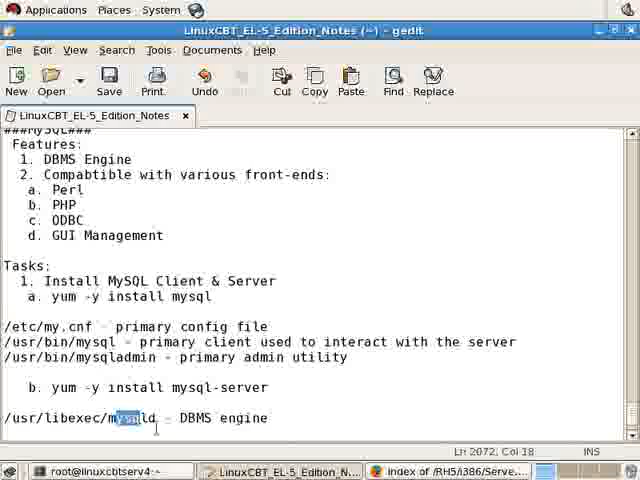 Applications Places System
LinuxCBT_EL-5_Edition_Notes (~) - gedit
File Edit View Search Tools Documents Help
New Open Save Print. Undo Cut Copy Paste Find Replace
LinuxCBT_EL-5_Edition_Notes ×
###MySQL###
Features:
1. DBMS Engine
2. Compabtible with various front-ends:
a. Perl
b. PHP
c. ODBC
d. GUI Management
Tasks:
1. Install MySQL Client & Server
a. yum -y install mysql
/etc/my.cnf - primary config file
/usr/bin/mysql - primary client used to interact with the server
/usr/bin/mysqladmin - primary admin utility
b. yum -y install mysql-server
/usr/libexec/mysqld - DBMS engine
Ln 2072, Col 18 INS
root@linuxcbtserv4:~ LinuxCBT_EL-5_Edition_N... Index of /RH5/i386/Serve...